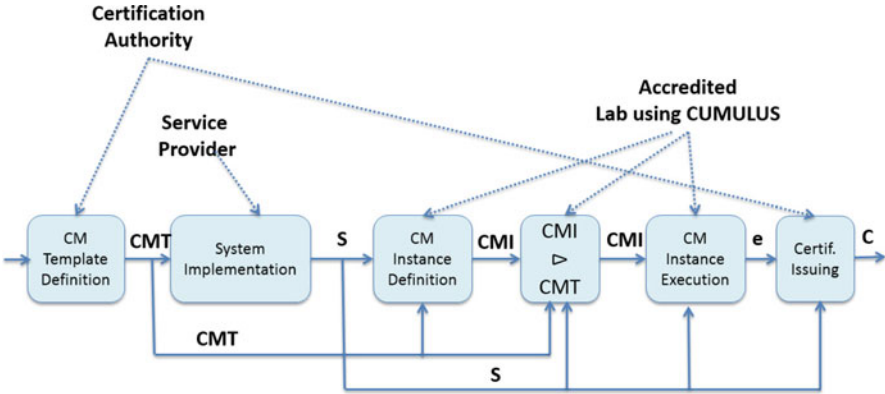 Certification
Authority
Accredited
Lab using CUMULUS
Service
Provider
CM
Template
Definition
CMT
System
Implementation
S
CM
Instance
Definition
CMI
CMI
▷
CMT
CMI
CM
Instance
Execution
e
Certif.
Issuing
C
CMT
S